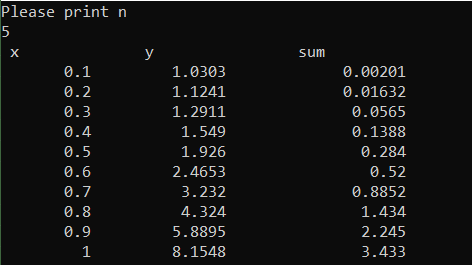 Please print n
5
x y sum
0.1 1.0303 0.00201
0.2 1.1241 0.01632
0.3 1.2911 0.0565
0.4 1.549 0.1388
0.5 1.926 0.284
0.6 2.4653 0.52
0.7 3.232 0.8852
0.8 4.324 1.434
0.9 5.8895 2.245
1 8.1548 3.433